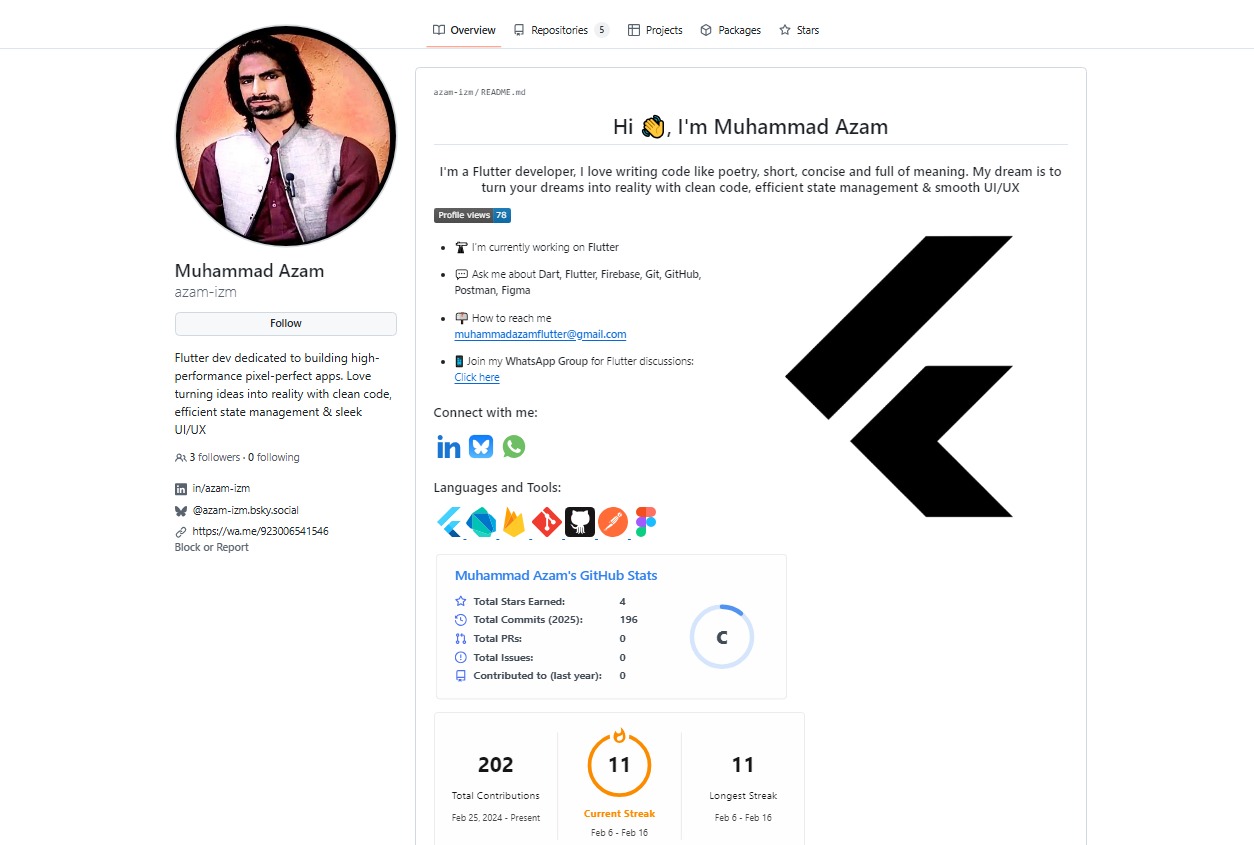 Overview Repositories 5 Projects Packages Stars
azam-izm / README.md
Hi 👋, I'm Muhammad Azam
I'm a Flutter developer, I love writing code like poetry, short, concise and full of meaning. My dream is to
turn your dreams into reality with clean code, efficient state management & smooth UI/UX
Profile views 78
I'm currently working on Flutter
Ask me about Dart, Flutter, Firebase, Git, GitHub,
Postman, Figma
How to reach me
muhammadazamflutter@gmail.com
Join my WhatsApp Group for Flutter discussions:
Click here
Connect with me:
in
Languages and Tools:
Muhammad Azam's GitHub Stats
Total Stars Earned: 4
Total Commits (2025): 196
Total PRs: 0
Total Issues: 0
Contributed to (last year): 0
C
202
Total Contributions
Feb 25, 2024 - Present
11
Current Streak
Feb 6 - Feb 16
11
Longest Streak
Feb 6 - Feb 16
Muhammad Azam
azam-izm
Follow
Flutter dev dedicated to building high-
performance pixel-perfect apps. Love
turning ideas into reality with clean code,
efficient state management & sleek
UI/UX
3 followers · 0 following
in/azam-izm
@azam-izm.bsky.social
https://wa.me/923006541546
Block or Report